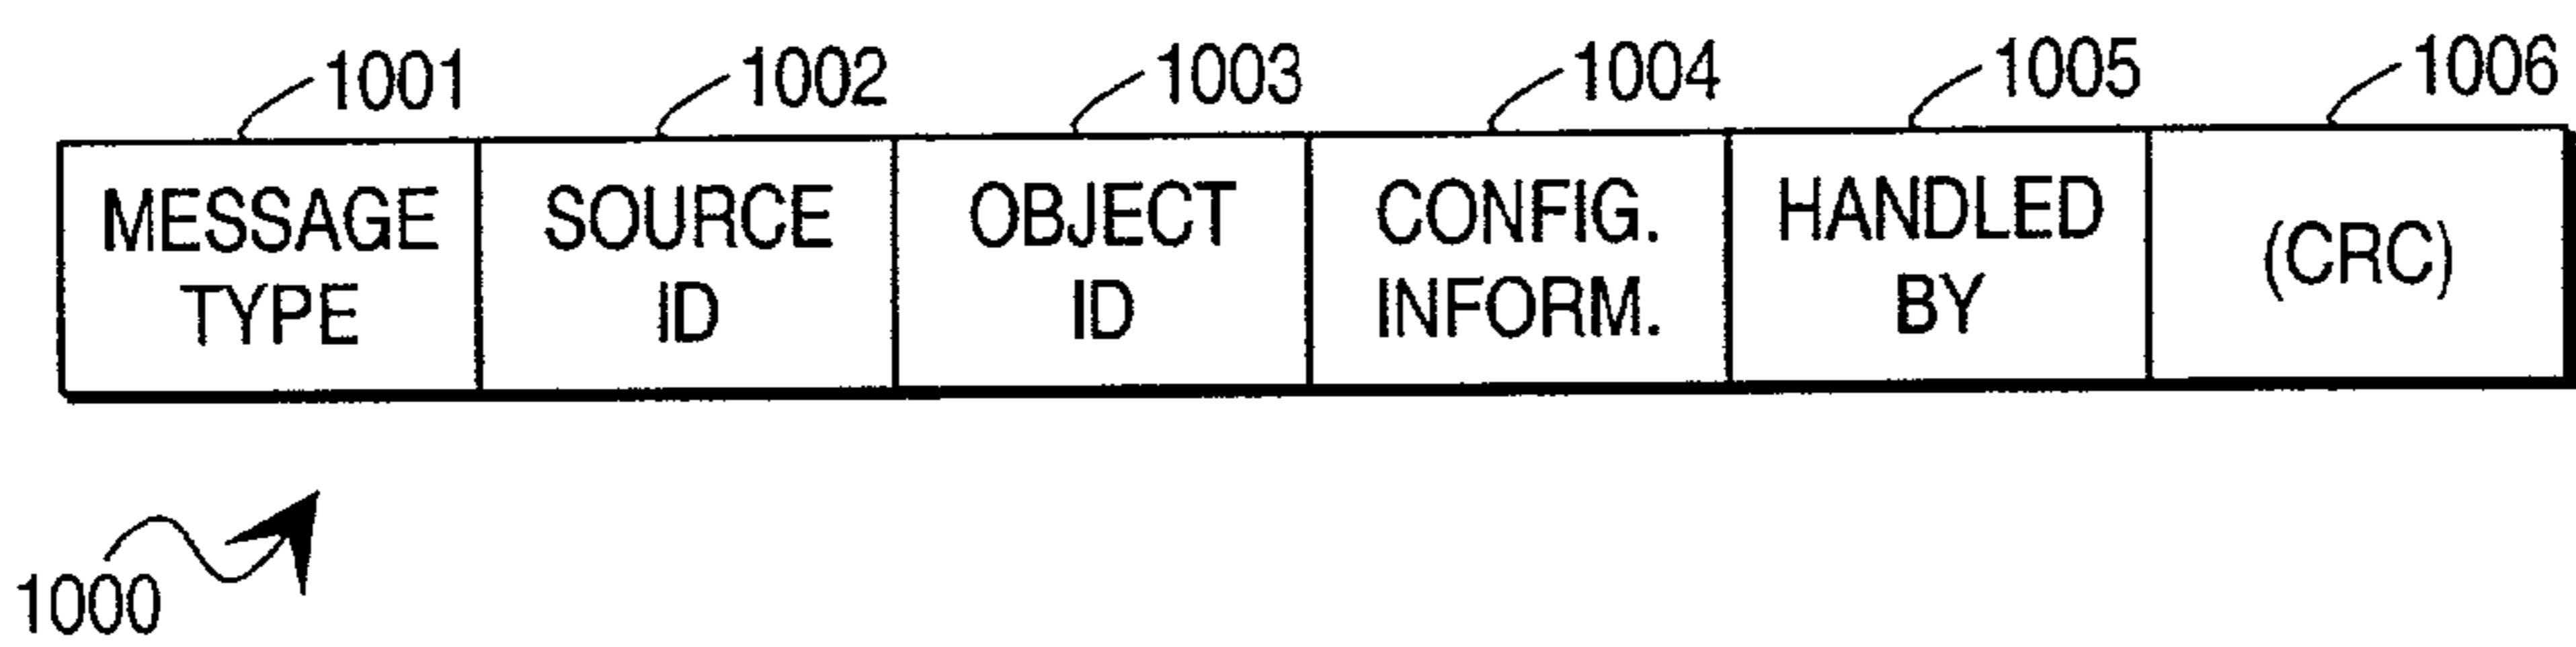 1001 1002 1003 1004 1005 1006
MESSAGE TYPE
SOURCE ID
OBJECT ID
CONFIG. INFORM.
HANDLED BY
(CRC)
1000